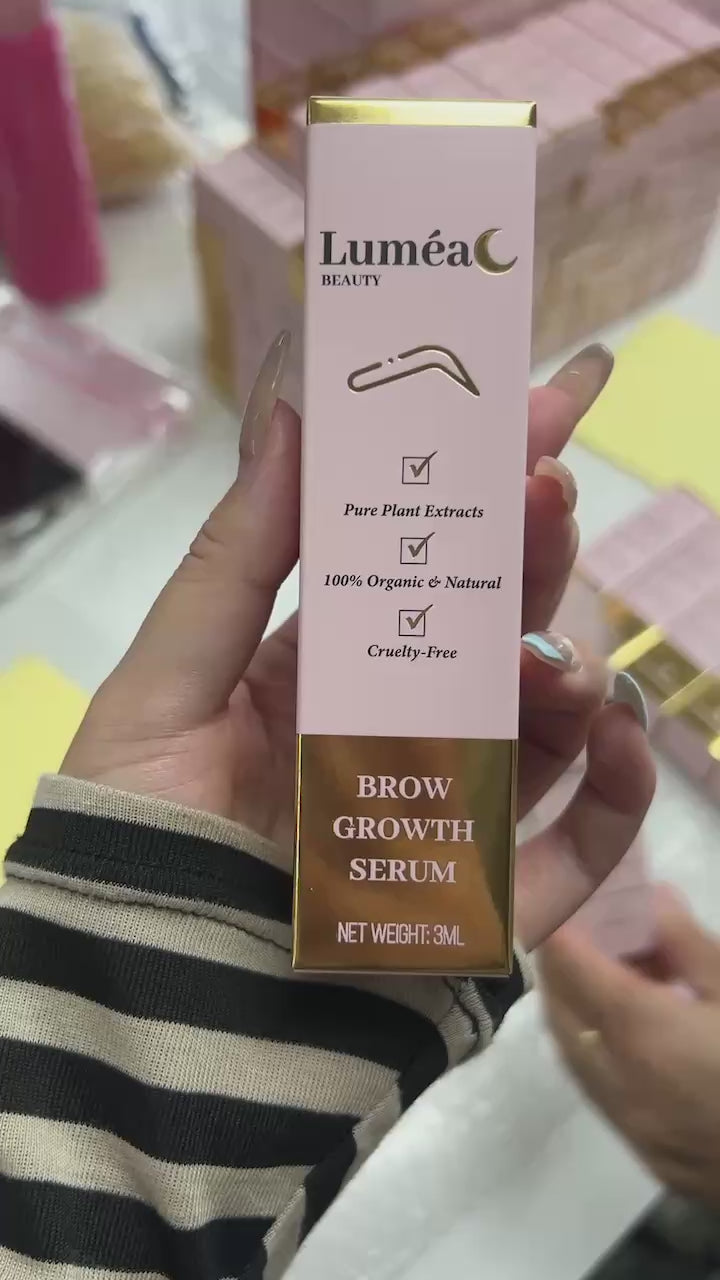 Luméa
BEAUTY
Pure Plant Extracts
100% Organic & Natural
Cruelty-Free
BROW
GROWTH
SERUM
NET WEIGHT: 3ML